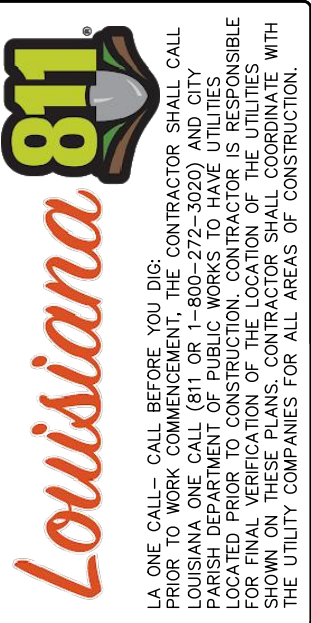 Louisiana 811®
LA ONE CALL– CALL BEFORE YOU DIG:
PRIOR TO WORK COMMENCEMENT, THE CONTRACTOR SHALL CALL
LOUISIANA ONE CALL (811 OR 1–800–272–3020) AND CITY
PARISH DEPARTMENT OF PUBLIC WORKS TO HAVE UTILITIES
LOCATED PRIOR TO CONSTRUCTION. CONTRACTOR IS RESPONSIBLE
FOR FINAL VERIFICATION OF THE LOCATION OF THE UTILITIES
SHOWN ON THESE PLANS. CONTRACTOR SHALL COORDINATE WITH
THE UTILITY COMPANIES FOR ALL AREAS OF CONSTRUCTION.